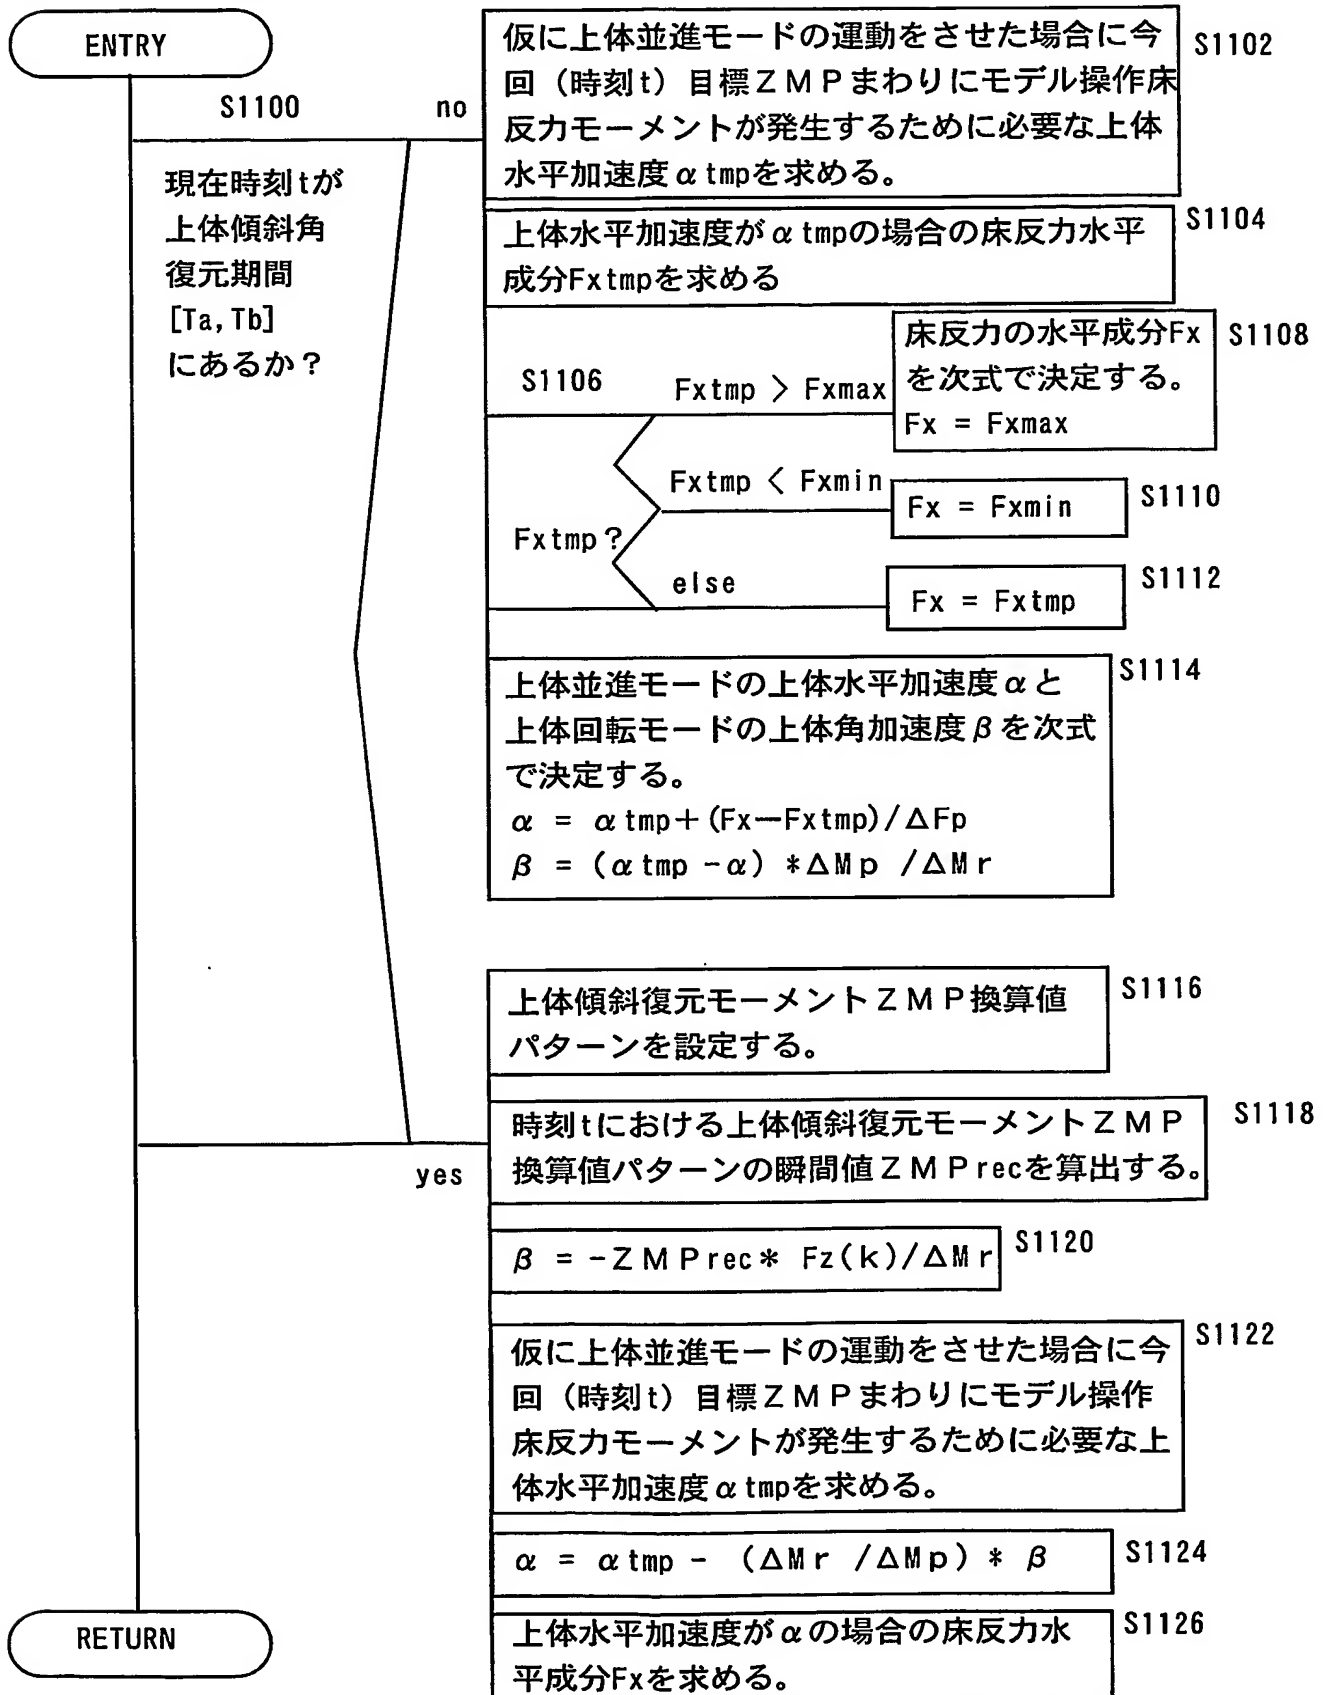 ENTRY
S1100
no
現在時刻tが
上体傾斜角
復元期間
[Ta,Tb]
にあるか？
仮に上体並進モードの運動をさせた場合に今
回（時刻t）目標ＺＭＰまわりにモデル操作床
反力モーメントが発生するために必要な上体
水平加速度αtmpを求める。
S1102
上体水平加速度がαtmpの場合の床反力水平
成分Fxtmpを求める
S1104
S1106
Fxtmp？
Fxtmp > Fxmax
床反力の水平成分Fx
を次式で決定する。
Fx = Fxmax
S1108
Fxtmp < Fxmin
Fx = Fxmin
S1110
else
Fx = Fxtmp
S1112
上体並進モードの上体水平加速度αと
上体回転モードの上体角加速度βを次式
で決定する。
α = αtmp＋(Fx―Fxtmp)/ΔFp
β = (αtmp -α) *ΔMp /ΔMr
S1114
yes
上体傾斜復元モーメントＺＭＰ換算値
パターンを設定する。
S1116
時刻tにおける上体傾斜復元モーメントＺＭＰ
換算値パターンの瞬間値ＺＭＰrecを算出する。
S1118
β = -ＺＭＰrec* Fz(k)/ΔMr
S1120
仮に上体並進モードの運動をさせた場合に今
回（時刻t）目標ＺＭＰまわりにモデル操作
床反力モーメントが発生するために必要な上
体水平加速度αtmpを求める。
S1122
α = αtmp - (ΔMr /ΔMp) * β
S1124
上体水平加速度がαの場合の床反力水
平成分Fxを求める。
S1126
RETURN